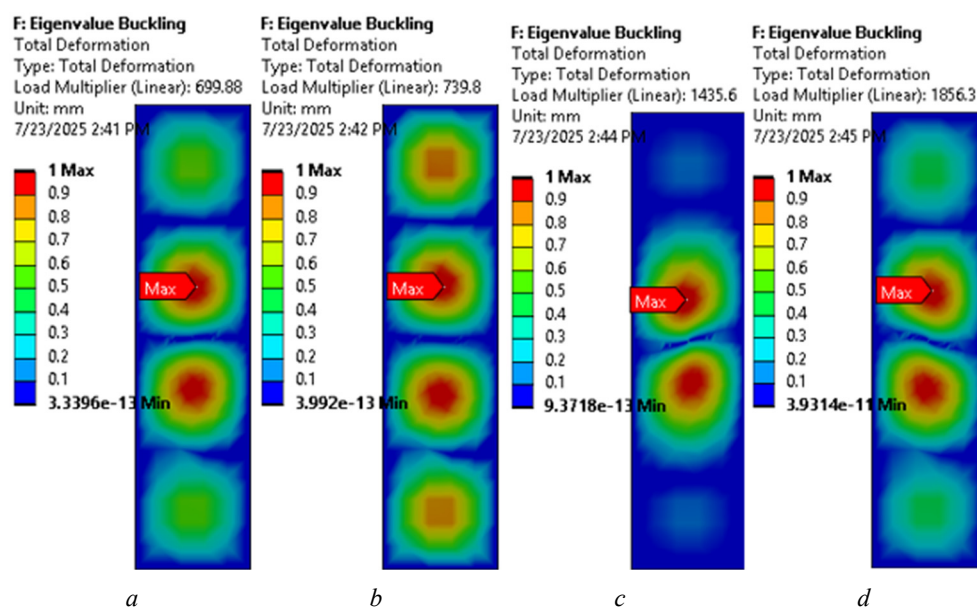 F: Eigenvalue Buckling
Total Deformation
Type: Total Deformation
Load Multiplier (Linear): 699.88
Unit: mm
7/23/2025 2:41 PM
1 Max
0.9
0.8
0.7
0.6
0.5
0.4
0.3
0.2
0.1
3.3396e-13 Min
Max
a
F: Eigenvalue Buckling
Total Deformation
Type: Total Deformation
Load Multiplier (Linear): 739.8
Unit: mm
7/23/2025 2:42 PM
1 Max
0.9
0.8
0.7
0.6
0.5
0.4
0.3
0.2
0.1
3.992e-13 Min
Max
b
F: Eigenvalue Buckling
Total Deformation
Type: Total Deformation
Load Multiplier (Linear): 1435.6
Unit: mm
7/23/2025 2:44 PM
1 Max
0.9
0.8
0.7
0.6
0.5
0.4
0.3
0.2
0.1
9.3718e-13 Min
Max
c
F: Eigenvalue Buckling
Total Deformation
Type: Total Deformation
Load Multiplier (Linear): 1856.3
Unit: mm
7/23/2025 2:45 PM
1 Max
0.9
0.8
0.7
0.6
0.5
0.4
0.3
0.2
0.1
3.9314e-11 Min
Max
d